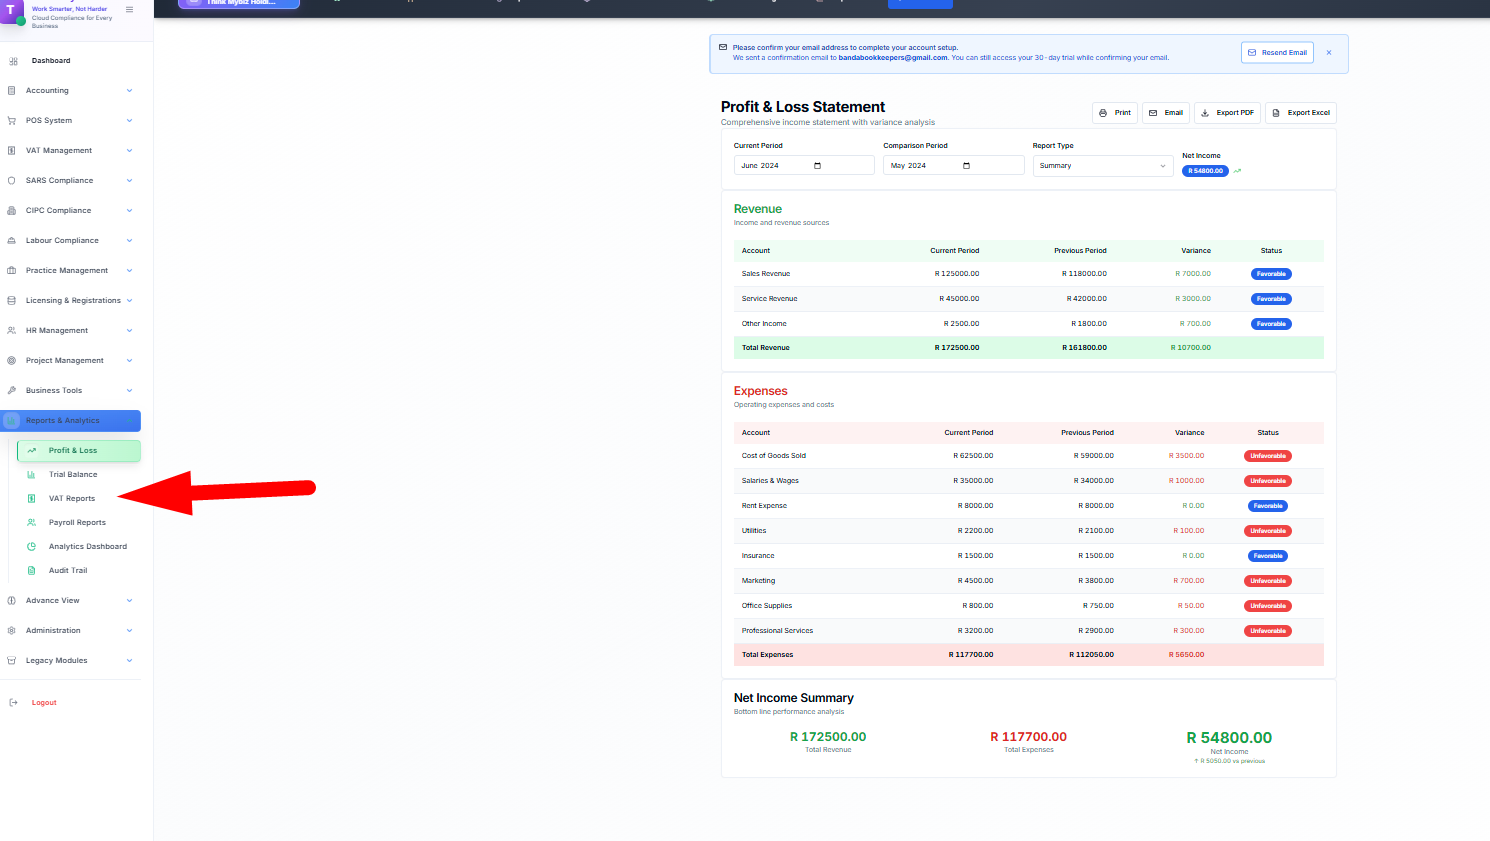 T
Work Smarter, Not Harder
Cloud Compliance for Every
Business
Think Mybiz Holdi...
Dashboard
Accounting
POS System
VAT Management
SARS Compliance
CIPC Compliance
Labour Compliance
Practice Management
Licensing & Registrations
HR Management
Project Management
Business Tools
Reports & Analytics
Profit & Loss
Trial Balance
VAT Reports
Payroll Reports
Analytics Dashboard
Audit Trail
Advance View
Administration
Legacy Modules
Logout
Please confirm your email address to complete your account setup.
We sent a confirmation email to bandabookkeepers@gmail.com. You can still access your 30-day trial while confirming your email.
Resend Email
Profit & Loss Statement
Comprehensive income statement with variance analysis
Print Email Export PDF Export Excel
Current Period Comparison Period Report Type Net Income
June 2024 May 2024 Summary R 54800.00
Revenue
Income and revenue sources
Account Current Period Previous Period Variance Status
Sales Revenue R 125000.00 R 118000.00 R 7000.00 Favorable
Service Revenue R 45000.00 R 42000.00 R 3000.00 Favorable
Other Income R 2500.00 R 1800.00 R 700.00 Favorable
Total Revenue R 172500.00 R 161800.00 R 10700.00
Expenses
Operating expenses and costs
Account Current Period Previous Period Variance Status
Cost of Goods Sold R 62500.00 R 59000.00 R 3500.00 Unfavorable
Salaries & Wages R 35000.00 R 34000.00 R 1000.00 Unfavorable
Rent Expense R 8000.00 R 8000.00 R 0.00 Favorable
Utilities R 2200.00 R 2100.00 R 100.00 Unfavorable
Insurance R 1500.00 R 1500.00 R 0.00 Favorable
Marketing R 4500.00 R 3800.00 R 700.00 Unfavorable
Office Supplies R 800.00 R 750.00 R 50.00 Unfavorable
Professional Services R 3200.00 R 2900.00 R 300.00 Unfavorable
Total Expenses R 117700.00 R 112050.00 R 5650.00
Net Income Summary
Bottom line performance analysis
R 172500.00 R 117700.00 R 54800.00
Total Revenue Total Expenses Net Income
↑ R 5050.00 vs previous